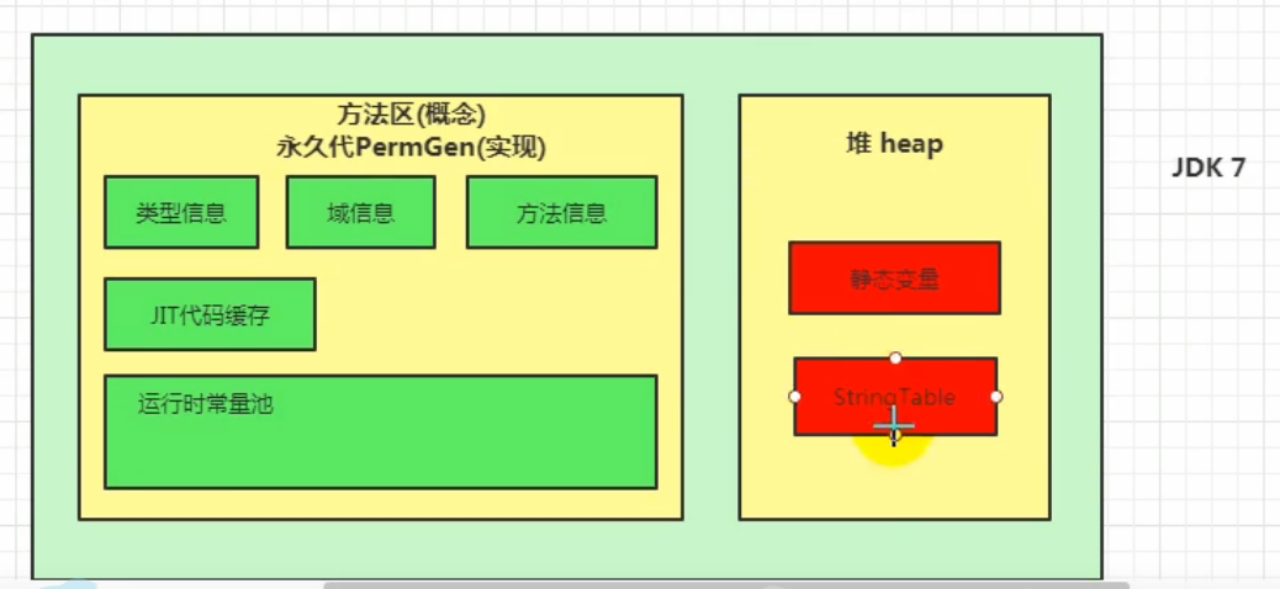 方法区(概念)
永久代PermGen(实现)
堆 heap
JDK 7
类型信息
域信息
方法信息
静态变量
JIT代码缓存
StringTable
运行时常量池